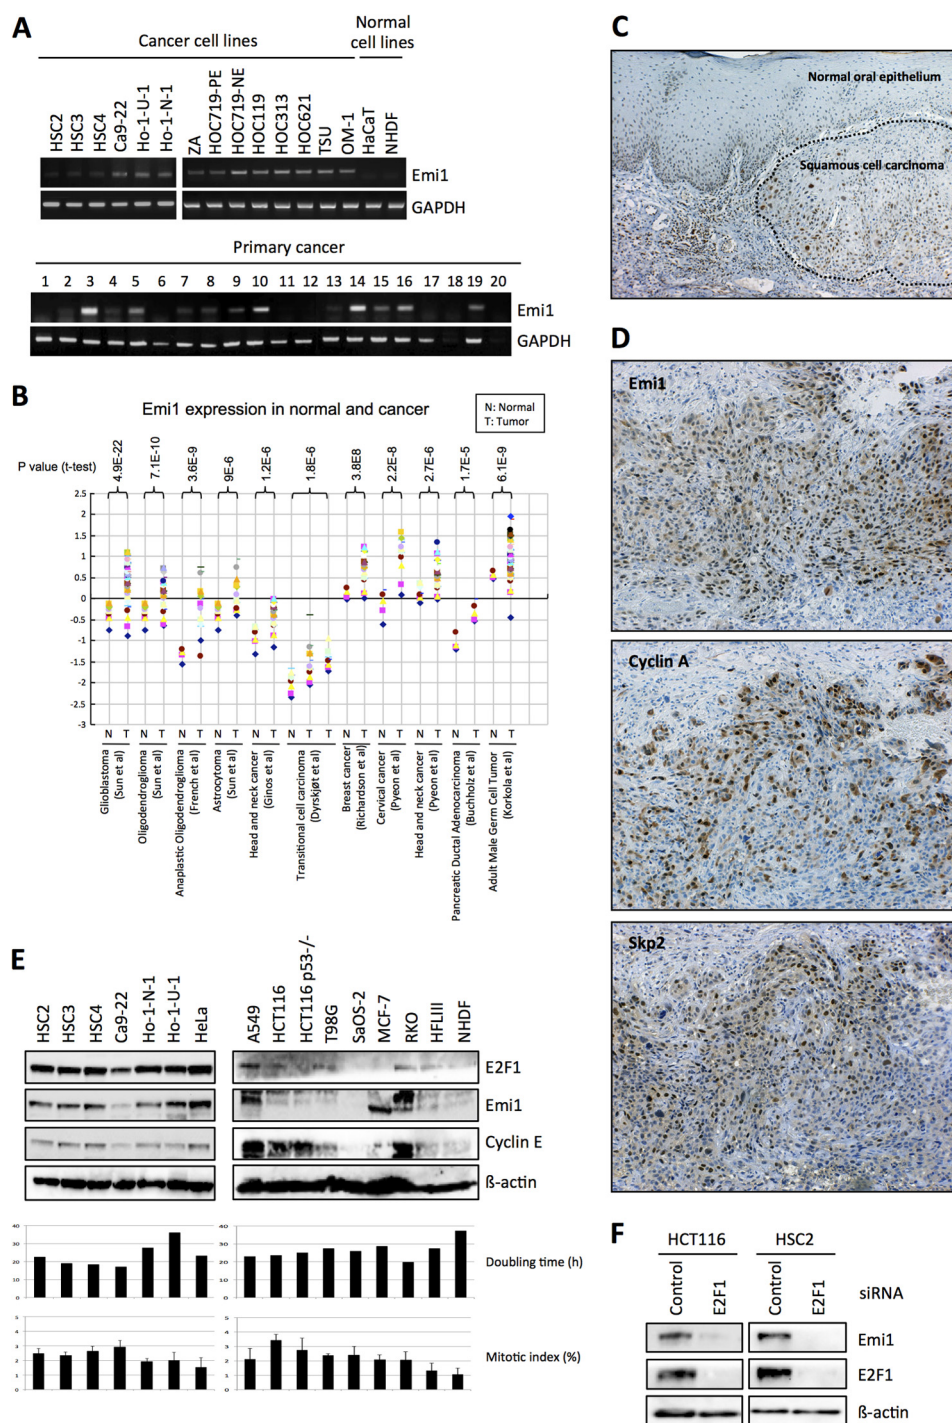 A
Cancer cell lines
Normal
cell lines
HSC2
HSC3
HSC4
Ca9-22
Ho-1-U-1
Ho-1-N-1
ZA
HOC719-PE
HOC719-NE
HOC119
HOC313
HOC621
TSU
OM-1
HaCaT
NHDF
Emi1
GAPDH
Primary cancer
1 2 3 4 5 6 7 8 9 10 11 12 13 14 15 16 17 18 19 20
Emi1
GAPDH
B
Emi1 expression in normal and cancer
N: Normal
T: Tumor
P value (t-test)
4.9E-22
7.1E-10
3.6E-9
9E-6
1.2E-6
1.8E-6
3.8E8
2.2E-8
2.7E-6
1.7E-5
6.1E-9
2.5
2
1.5
1
0.5
0
-0.5
-1
-1.5
-2
-2.5
-3
N T N T N T N T N T N T T N T N T N T N T N T
Glioblastoma
(Sun et al)
Oligodendroglioma
(Sun et al)
Anaplastic Oligodendroglioma
(French et al)
Astrocytoma
(Sun et al)
Head and neck cancer
(Ginos et al)
Transitional cell carcinoma
(Dyrskjøt et al)
Breast cancer
(Richardson et al)
Cervical cancer
(Pyeon et al)
Head and neck cancer
(Pyeon et al)
Pancreatic Ductal Adenocarcinoma
(Buchholz et al)
Adult Male Germ Cell Tumor
(Korkola et al)
C
Normal oral epithelium
Squamous cell carcinoma
D
Emi1
Cyclin A
Skp2
E
HSC2
HSC3
HSC4
Ca9-22
Ho-1-N-1
Ho-1-U-1
HeLa
A549
HCT116
HCT116 p53-/-
T98G
SaOS-2
MCF-7
RKO
HFLIII
NHDF
E2F1
Emi1
Cyclin E
ß-actin
40
30
20
10
0
40
30
20
10
0
Doubling time (h)
5
4
3
2
1
0
5
4
3
2
1
0
Mitotic index (%)
F
HCT116
HSC2
Control
E2F1
Control
E2F1
siRNA
Emi1
E2F1
ß-actin